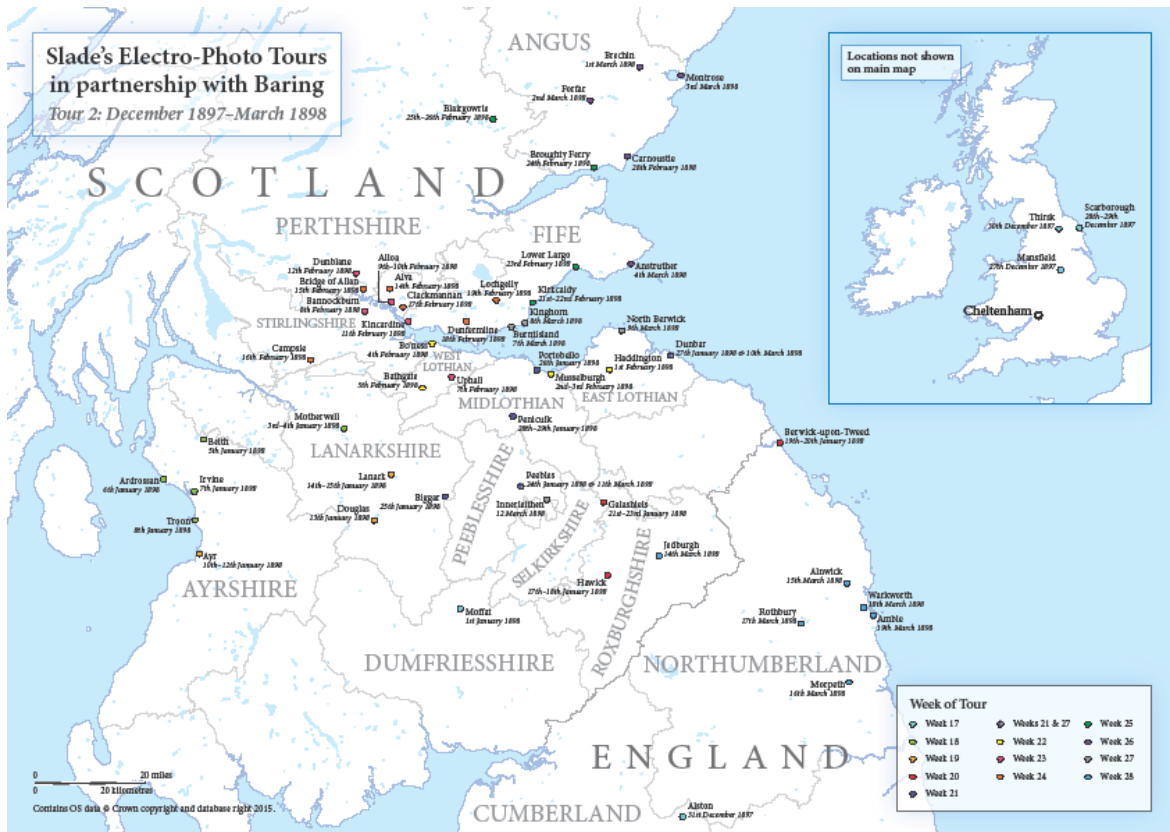 Slade's Electro-Photo Tours
in partnership with Baring
Tour 2: December 1897–March 1898
Locations not shown
on main map
Thirsk
30th December 1897
Scarborough
28th–29th
December 1897
Mansfield
27th December 1897
Cheltenham
SCOTLAND
ANGUS
PERTHSHIRE
FIFE
STIRLINGSHIRE
WEST
LOTHIAN
MIDLOTHIAN
EAST LOTHIAN
LANARKSHIRE
PEEBLESSHIRE
SELKIRKSHIRE
ROXBURGHSHIRE
AYRSHIRE
DUMFRIESSHIRE
NORTHUMBERLAND
ENGLAND
CUMBERLAND
Brechin
1st March 1898
Montrose
3rd March 1898
Forfar
2nd March 1898
Blairgowrie
25th–26th February 1898
Broughty Ferry
24th February 1898
Carnoustie
28th February 1898
Lower Largo
23rd February 1898
Anstruther
4th March 1898
Dunblane
12th February 1898
Alloa
9th–10th February 1898
Bridge of Allan
15th February 1898
Alva
14th February 1898
Bannockburn
8th February 1898
Clackmannan
17th February 1898
Lochgelly
19th February 1898
Kirkcaldy
21st–22nd February 1898
Kinghorn
8th March 1898
Kincardine
11th February 1898
Dunfermline
18th February 1898
Burntisland
7th March 1898
North Berwick
9th March 1898
Bo'ness
4th February 1898
Campsie
16th February 1898
Portobello
26th January 1898
Dunbar
27th January 1898 & 10th March 1898
Haddington
1st February 1898
Bathgate
5th February 1898
Uphall
7th February 1898
Musselburgh
2nd–3rd February 1898
Penicuik
28th–29th January 1898
Motherwell
3rd–4th January 1898
Beith
5th January 1898
Berwick-upon-Tweed
19th–20th January 1898
Ardrossan
6th January 1898
Irvine
7th January 1898
Lanark
14th–15th January 1898
Peebles
24th January 1898 & 11th March 1898
Biggar
25th January 1898
Innerleithen
12 March 1898
Galashiels
21st–23rd January 1898
Douglas
13th January 1898
Troon
8th January 1898
Ayr
10th–12th January 1898
Jedburgh
14th March 1898
Hawick
17th–18th January 1898
Alnwick
15th March 1898
Warkworth
18th March 1898
Amble
19th March 1898
Rothbury
17th March 1898
Moffat
1st January 1898
Morpeth
16th March 1898
Alston
31st December 1897
Week of Tour
Week 17
Week 18
Week 19
Week 20
Week 21
Weeks 21 & 27
Week 22
Week 23
Week 24
Week 25
Week 26
Week 27
Week 28
0 20 miles
0 20 kilometres
Contains OS data © Crown copyright and database right 2015.